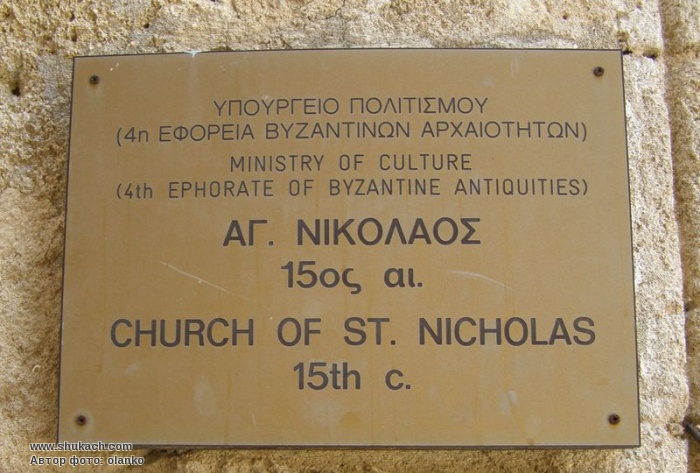 ΥΠΟΥΡΓΕΙΟ ΠΟΛΙΤΙΣΜΟΥ
(4η ΕΦΟΡΕΙΑ ΒΥΖΑΝΤΙΝΩΝ ΑΡΧΑΙΟΤΗΤΩΝ)
MINISTRY OF CULTURE
(4th EPHORATE OF BYZANTINE ANTIQUITIES)
ΑΓ. ΝΙΚΟΛΑΟΣ
15ος αι.
CHURCH OF ST. NICHOLAS
15th c.
www.shukach.com
Автор фото: olanko